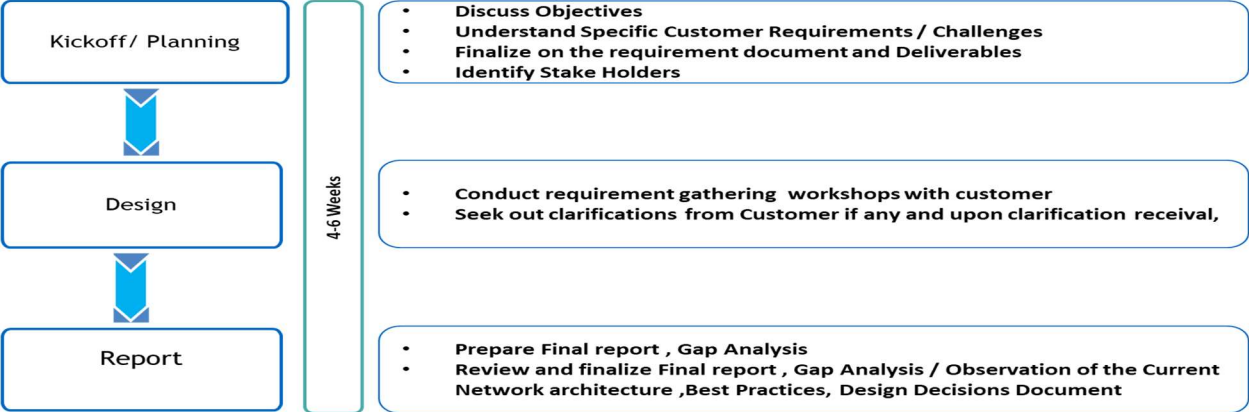 Kickoff/ Planning
• Discuss Objectives
• Understand Specific Customer Requirements / Challenges
• Finalize on the requirement document and Deliverables
• Identify Stake Holders
4-6 Weeks
Design
• Conduct requirement gathering workshops with customer
• Seek out clarifications from Customer if any and upon clarification receival,
Report
• Prepare Final report , Gap Analysis
• Review and finalize Final report , Gap Analysis / Observation of the Current
Network architecture ,Best Practices, Design Decisions Document